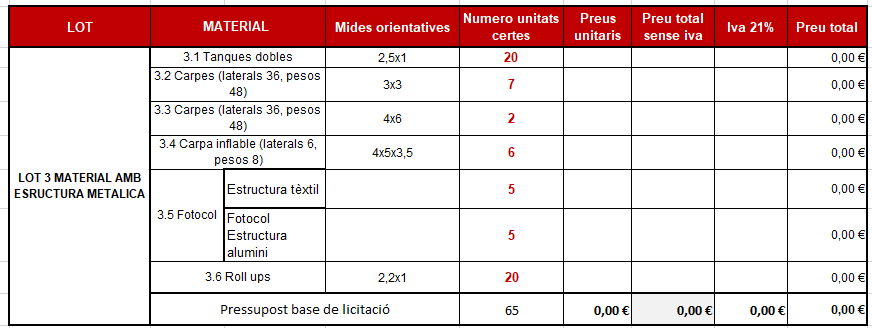 LOT MATERIAL Mides orientatives Numero unitats certes Preus unitaris Preu total sense iva Iva 21% Preu total
LOT 3 MATERIAL AMB ESRUCTURA METALICA
3.1 Tanques dobles 2,5x1 20 0,00 €
3.2 Carpes (laterals 36, pesos 48) 3x3 7 0,00 €
3.3 Carpes (laterals 36, pesos 48) 4x6 2 0,00 €
3.4 Carpa inflable (laterals 6, pesos 8) 4x5x3,5 6 0,00 €
3.5 Fotocol Estructura tèxtil 5 0,00 €
Fotocol Estructura alumini 5 0,00 €
3.6 Roll ups 2,2x1 20 0,00 €
Pressupost base de licitació 65 0,00 € 0,00 € 0,00 € 0,00 €